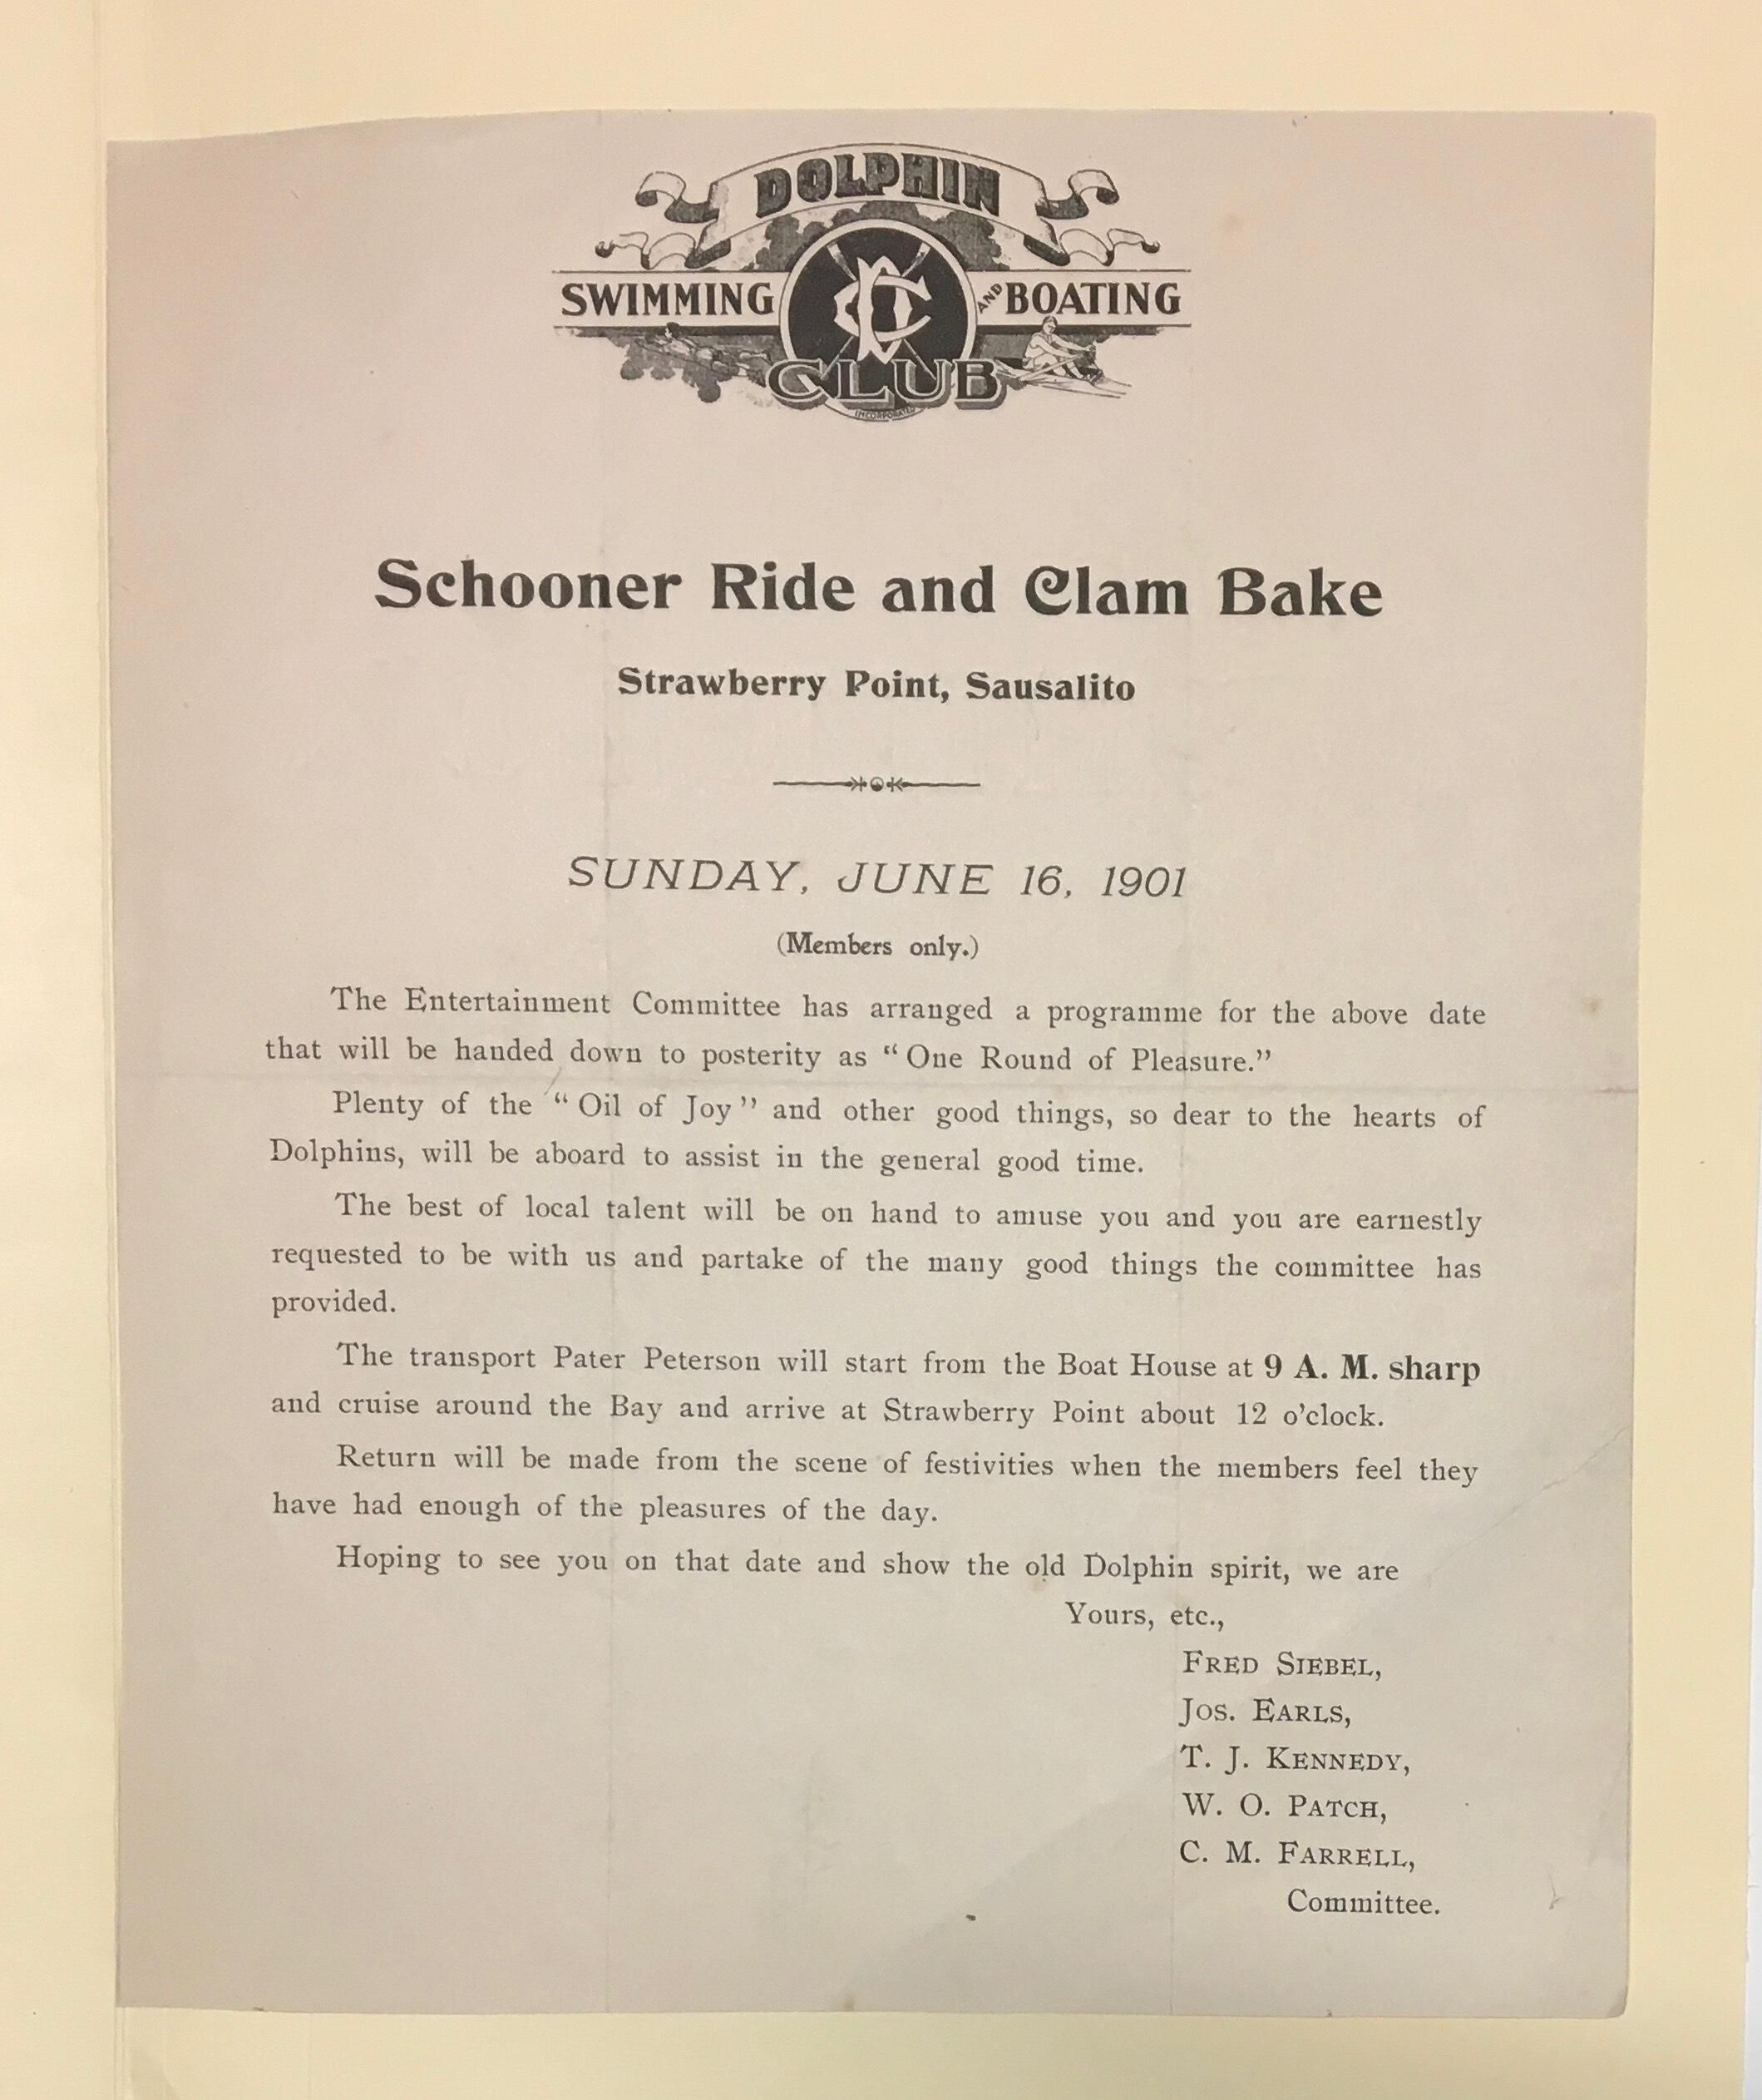 DOLPHIN
SWIMMING AND BOATING
DC
CLUB
INCORPORATED
Schooner Ride and Clam Bake
Strawberry Point, Sausalito
SUNDAY, JUNE 16, 1901
(Members only.)
The Entertainment Committee has arranged a programme for the above date
that will be handed down to posterity as “One Round of Pleasure.”
Plenty of the “Oil of Joy” and other good things, so dear to the hearts of
Dolphins, will be aboard to assist in the general good time.
The best of local talent will be on hand to amuse you and you are earnestly
requested to be with us and partake of the many good things the committee has
provided.
The transport Pater Peterson will start from the Boat House at 9 A. M. sharp
and cruise around the Bay and arrive at Strawberry Point about 12 o’clock.
Return will be made from the scene of festivities when the members feel they
have had enough of the pleasures of the day.
Hoping to see you on that date and show the old Dolphin spirit, we are
Yours, etc.,
FRED SIEBEL,
JOS. EARLS,
T. J. KENNEDY,
W. O. PATCH,
C. M. FARRELL,
Committee.